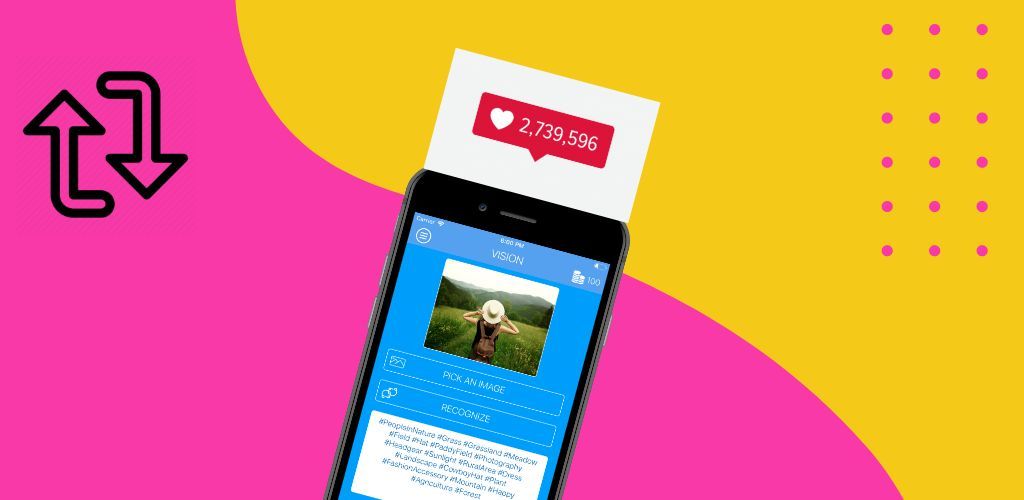 2,739,596
Carrier
6:00 PM
VISION
100
PICK AN IMAGE
RECOGNIZE
#PeopleInNature #Grass #Grassland #Meadow
#Field #Hat #PaddyField #Photography
#Headgear #Sunlight #RuralArea #Dress
#Landscape #CowboyHat #Plant
#FashionAccessory #Mountain #Happy
#Agriculture #Forest